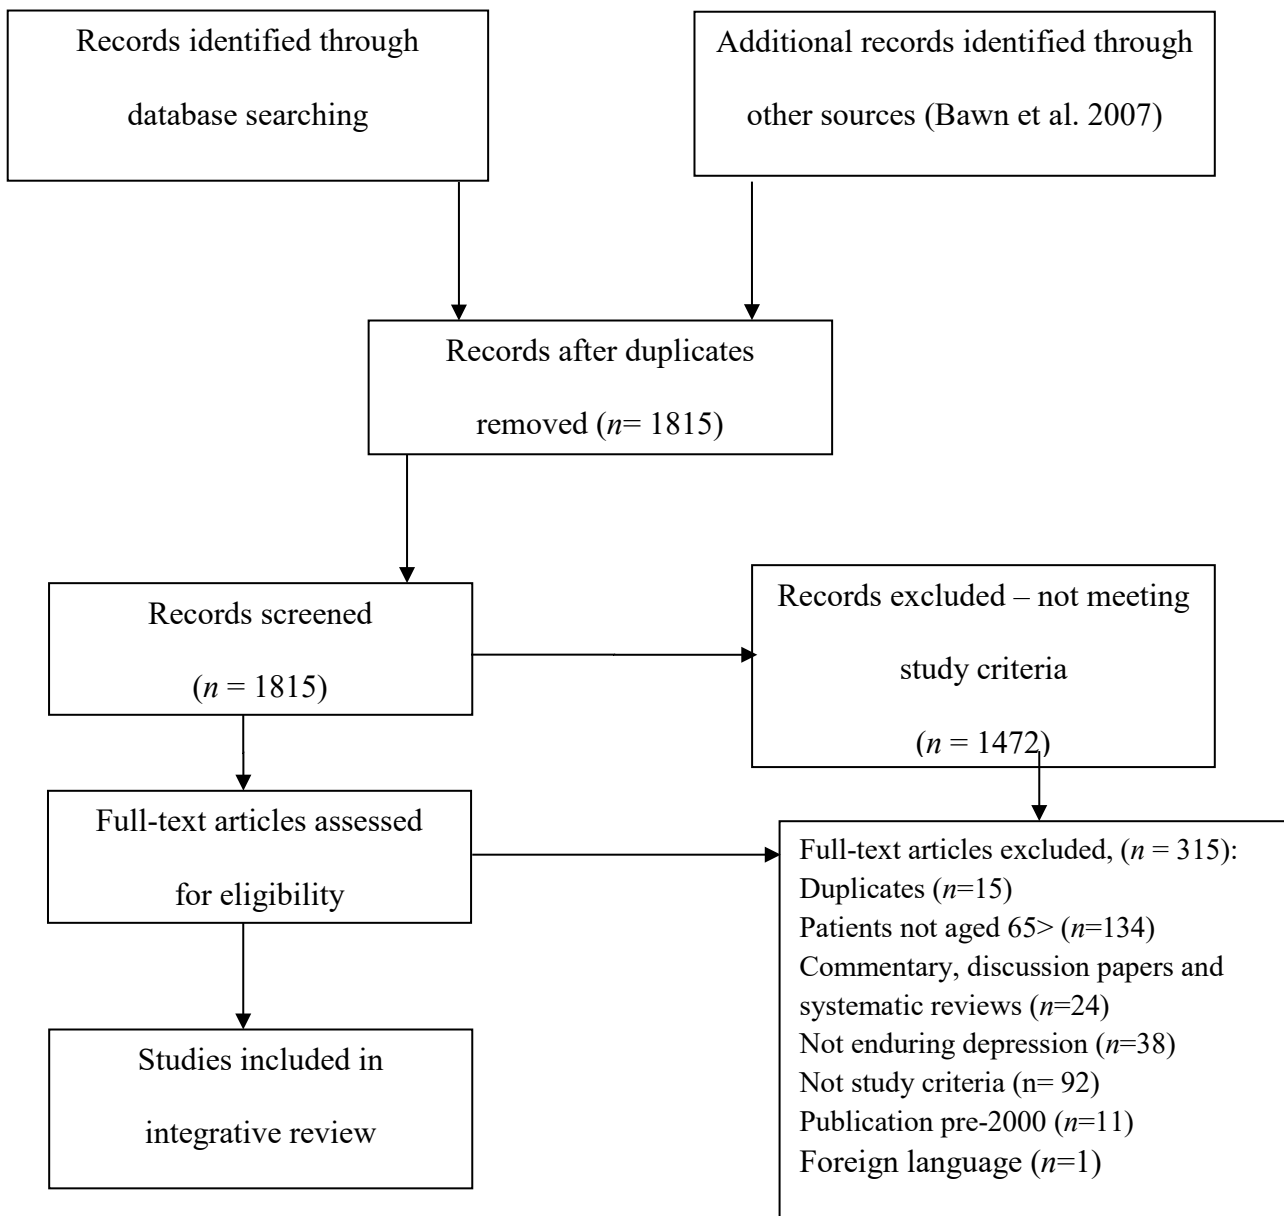 Records identified through
database searching
Additional records identified through
other sources (Bawn et al. 2007)
Records after duplicates
removed (n= 1815)
Records screened
(n = 1815)
Records excluded – not meeting
study criteria
(n = 1472)
Full-text articles assessed
for eligibility
Full-text articles excluded, (n = 315):
Duplicates (n=15)
Patients not aged 65> (n=134)
Commentary, discussion papers and
systematic reviews (n=24)
Not enduring depression (n=38)
Not study criteria (n= 92)
Publication pre-2000 (n=11)
Foreign language (n=1)
Studies included in
integrative review